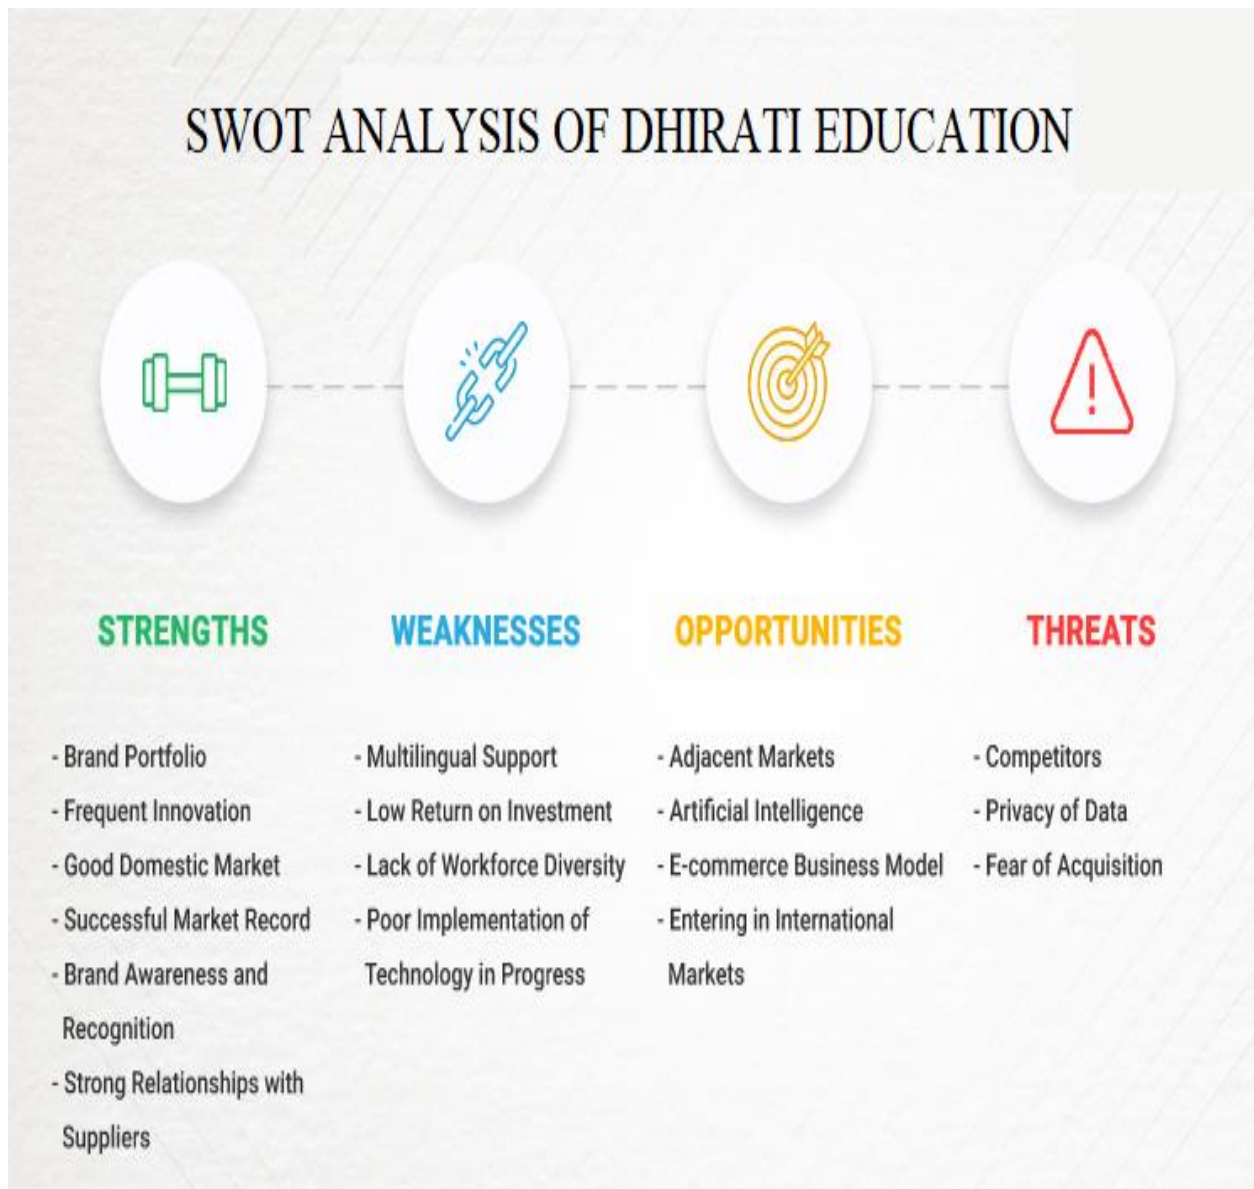 SWOT ANALYSIS OF DHIRATI EDUCATION
STRENGTHS
- Brand Portfolio
- Frequent Innovation
- Good Domestic Market
- Successful Market Record
- Brand Awareness and
Recognition
- Strong Relationships with
Suppliers
WEAKNESSES
- Multilingual Support
- Low Return on Investment
- Lack of Workforce Diversity
- Poor Implementation of
Technology in Progress
OPPORTUNITIES
- Adjacent Markets
- Artificial Intelligence
- E-commerce Business Model
- Entering in International
Markets
THREATS
- Competitors
- Privacy of Data
- Fear of Acquisition